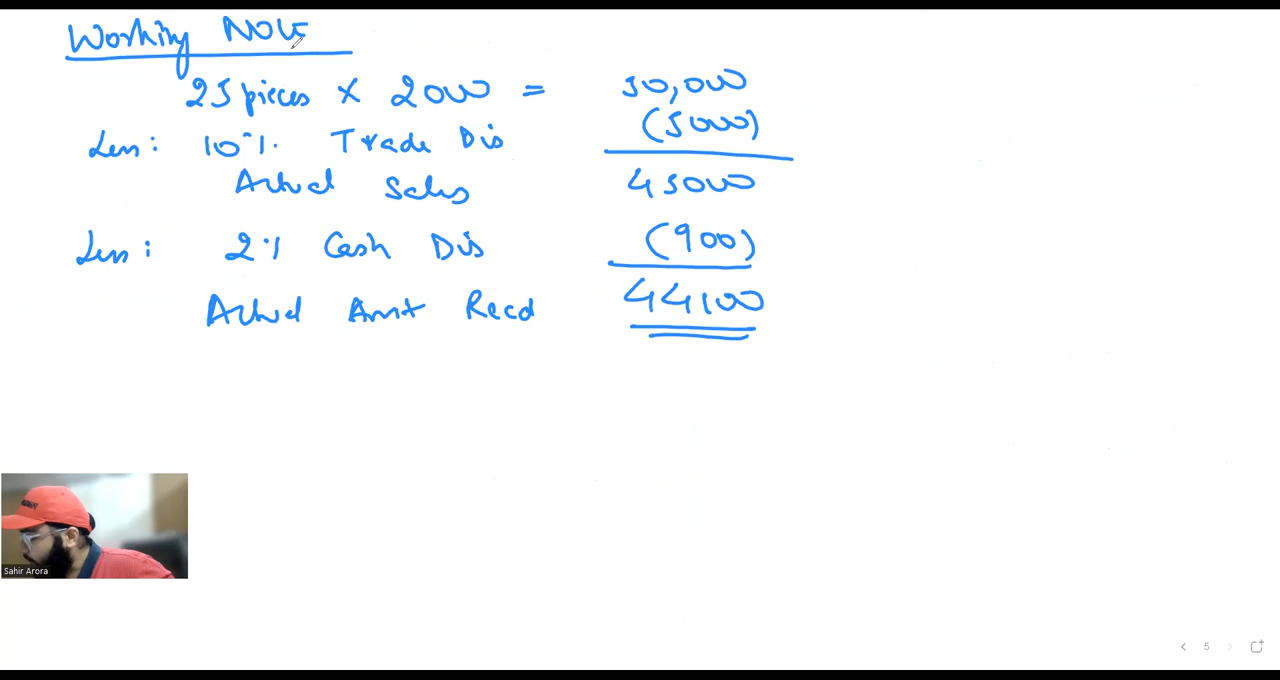 Working Note
25 pieces × 2000 = 50,000
Less: 10% Trade Dis (5000)
Actual Sales 45000
Less: 2% Cash Dis (900)
Actual Amt Recd 44100
Sahir Arora
5